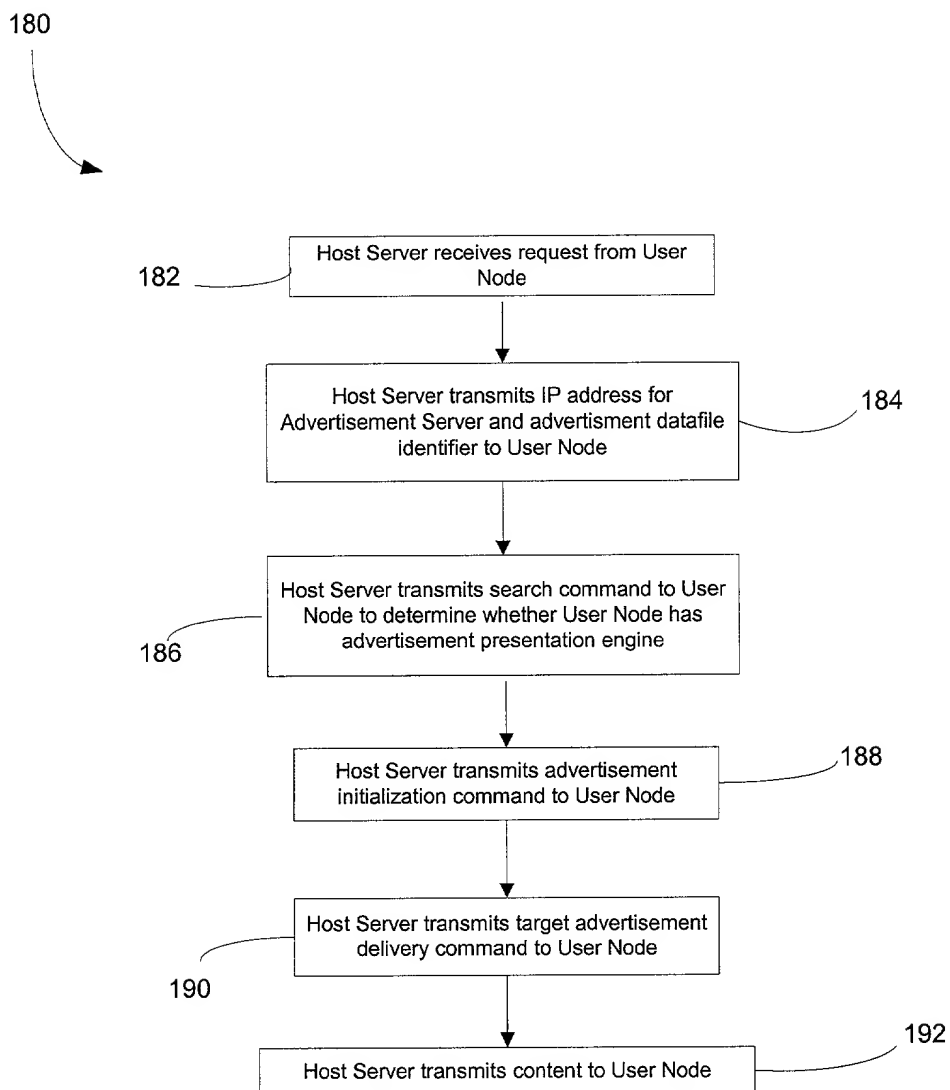 180
Host Server receives request from User
Node
182
Host Server transmits IP address for
Advertisement Server and advertisment datafile
identifier to User Node
184
Host Server transmits search command to User
Node to determine whether User Node has
advertisement presentation engine
186
Host Server transmits advertisement
initialization command to User Node
188
Host Server transmits target advertisement
delivery command to User Node
190
Host Server transmits content to User Node
192